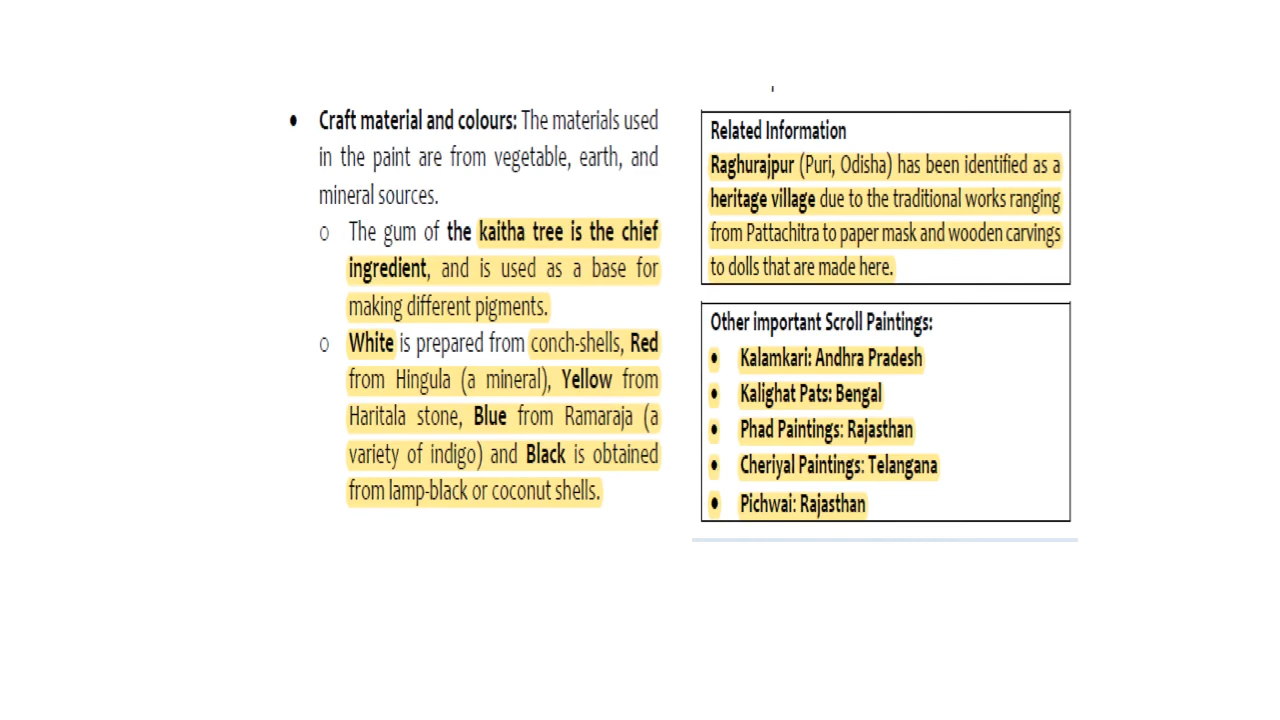 • Craft material and colours: The materials used
in the paint are from vegetable, earth, and
mineral sources.
o The gum of the kaitha tree is the chief
ingredient, and is used as a base for
making different pigments.
o White is prepared from conch-shells, Red
from Hingula (a mineral), Yellow from
Haritala stone, Blue from Ramaraja (a
variety of indigo) and Black is obtained
from lamp-black or coconut shells.
Related Information
Raghurajpur (Puri, Odisha) has been identified as a
heritage village due to the traditional works ranging
from Pattachitra to paper mask and wooden carvings
to dolls that are made here.
Other important Scroll Paintings:
• Kalamkari: Andhra Pradesh
• Kalighat Pats: Bengal
• Phad Paintings: Rajasthan
• Cheriyal Paintings: Telangana
• Pichwai: Rajasthan